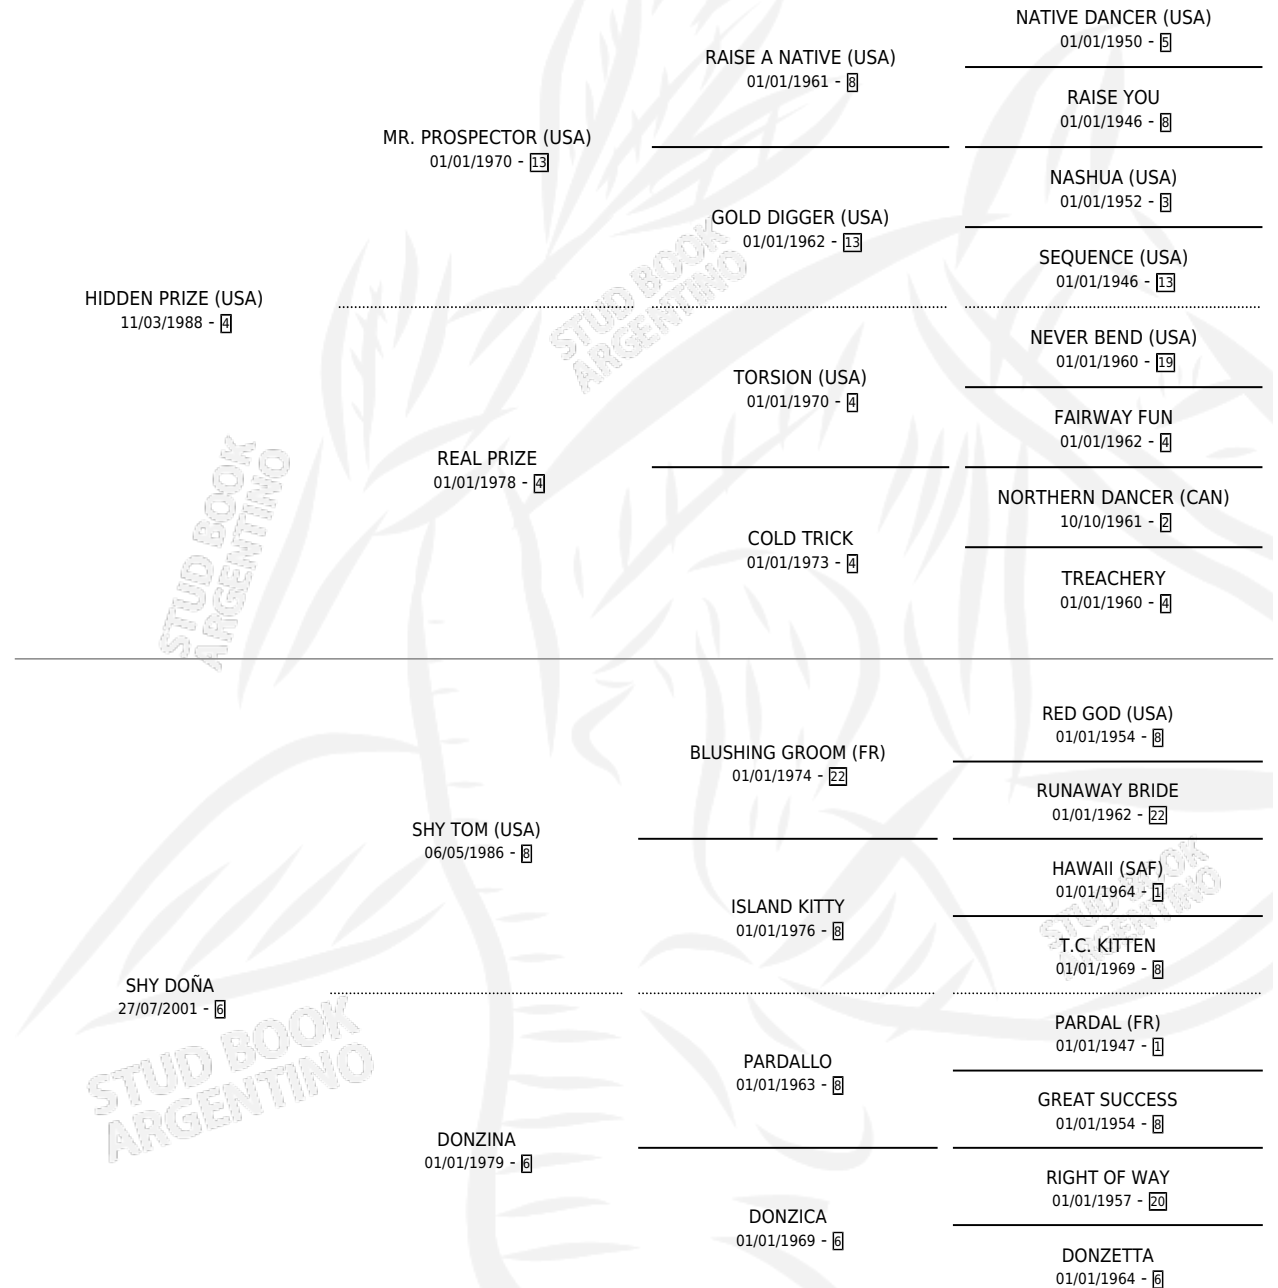 NATIVE DANCER (USA)
01/01/1950 - 5
RAISE A NATIVE (USA)
01/01/1961 - 8
RAISE YOU
01/01/1946 - 8
MR. PROSPECTOR (USA)
01/01/1970 - 13
NASHUA (USA)
01/01/1952 - 3
GOLD DIGGER (USA)
01/01/1962 - 13
SEQUENCE (USA)
01/01/1946 - 13
HIDDEN PRIZE (USA)
11/03/1988 - 4
STUD BOOK
ARGENTINO
NEVER BEND (USA)
01/01/1960 - 19
TORSION (USA)
01/01/1970 - 4
FAIRWAY FUN
01/01/1962 - 4
REAL PRIZE
01/01/1978 - 4
NORTHERN DANCER (CAN)
10/10/1961 - 2
COLD TRICK
01/01/1973 - 4
TREACHERY
01/01/1960 - 4
STUD BOOK
ARGENTINO
RED GOD (USA)
01/01/1954 - 8
BLUSHING GROOM (FR)
01/01/1974 - 22
RUNAWAY BRIDE
01/01/1962 - 22
SHY TOM (USA)
06/05/1986 - 8
HAWAII (SAF)
01/01/1964 - 1
ISLAND KITTY
01/01/1976 - 8
STUD BOOK
ARGENTINO
T.C. KITTEN
01/01/1969 - 8
SHY DOÑA
27/07/2001 - 6
STUD BOOK
ARGENTINO
PARDAL (FR)
01/01/1947 - 1
PARDALLO
01/01/1963 - 8
GREAT SUCCESS
01/01/1954 - 8
DONZINA
01/01/1979 - 6
RIGHT OF WAY
01/01/1957 - 20
DONZICA
01/01/1969 - 6
DONZETTA
01/01/1964 - 6